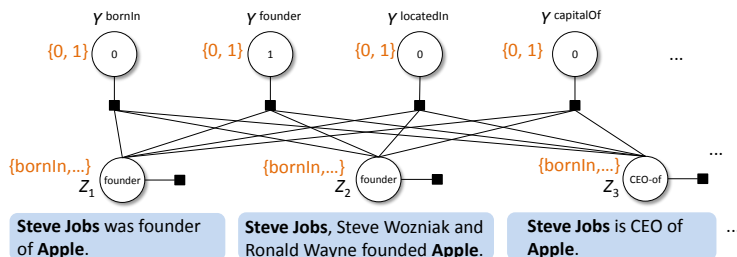 Y bornIn Y founder Y locatedIn Y capitalOf
{0, 1} 0 {0, 1} 1 {0, 1} 0 {0, 1} 0 ...
{bornIn,...} founder {bornIn,...} founder {bornIn,...} CEO-of ...
Z1 Z2 Z3
Steve Jobs was founder
of Apple.
Steve Jobs, Steve Wozniak and
Ronald Wayne founded Apple.
Steve Jobs is CEO of
Apple.
...